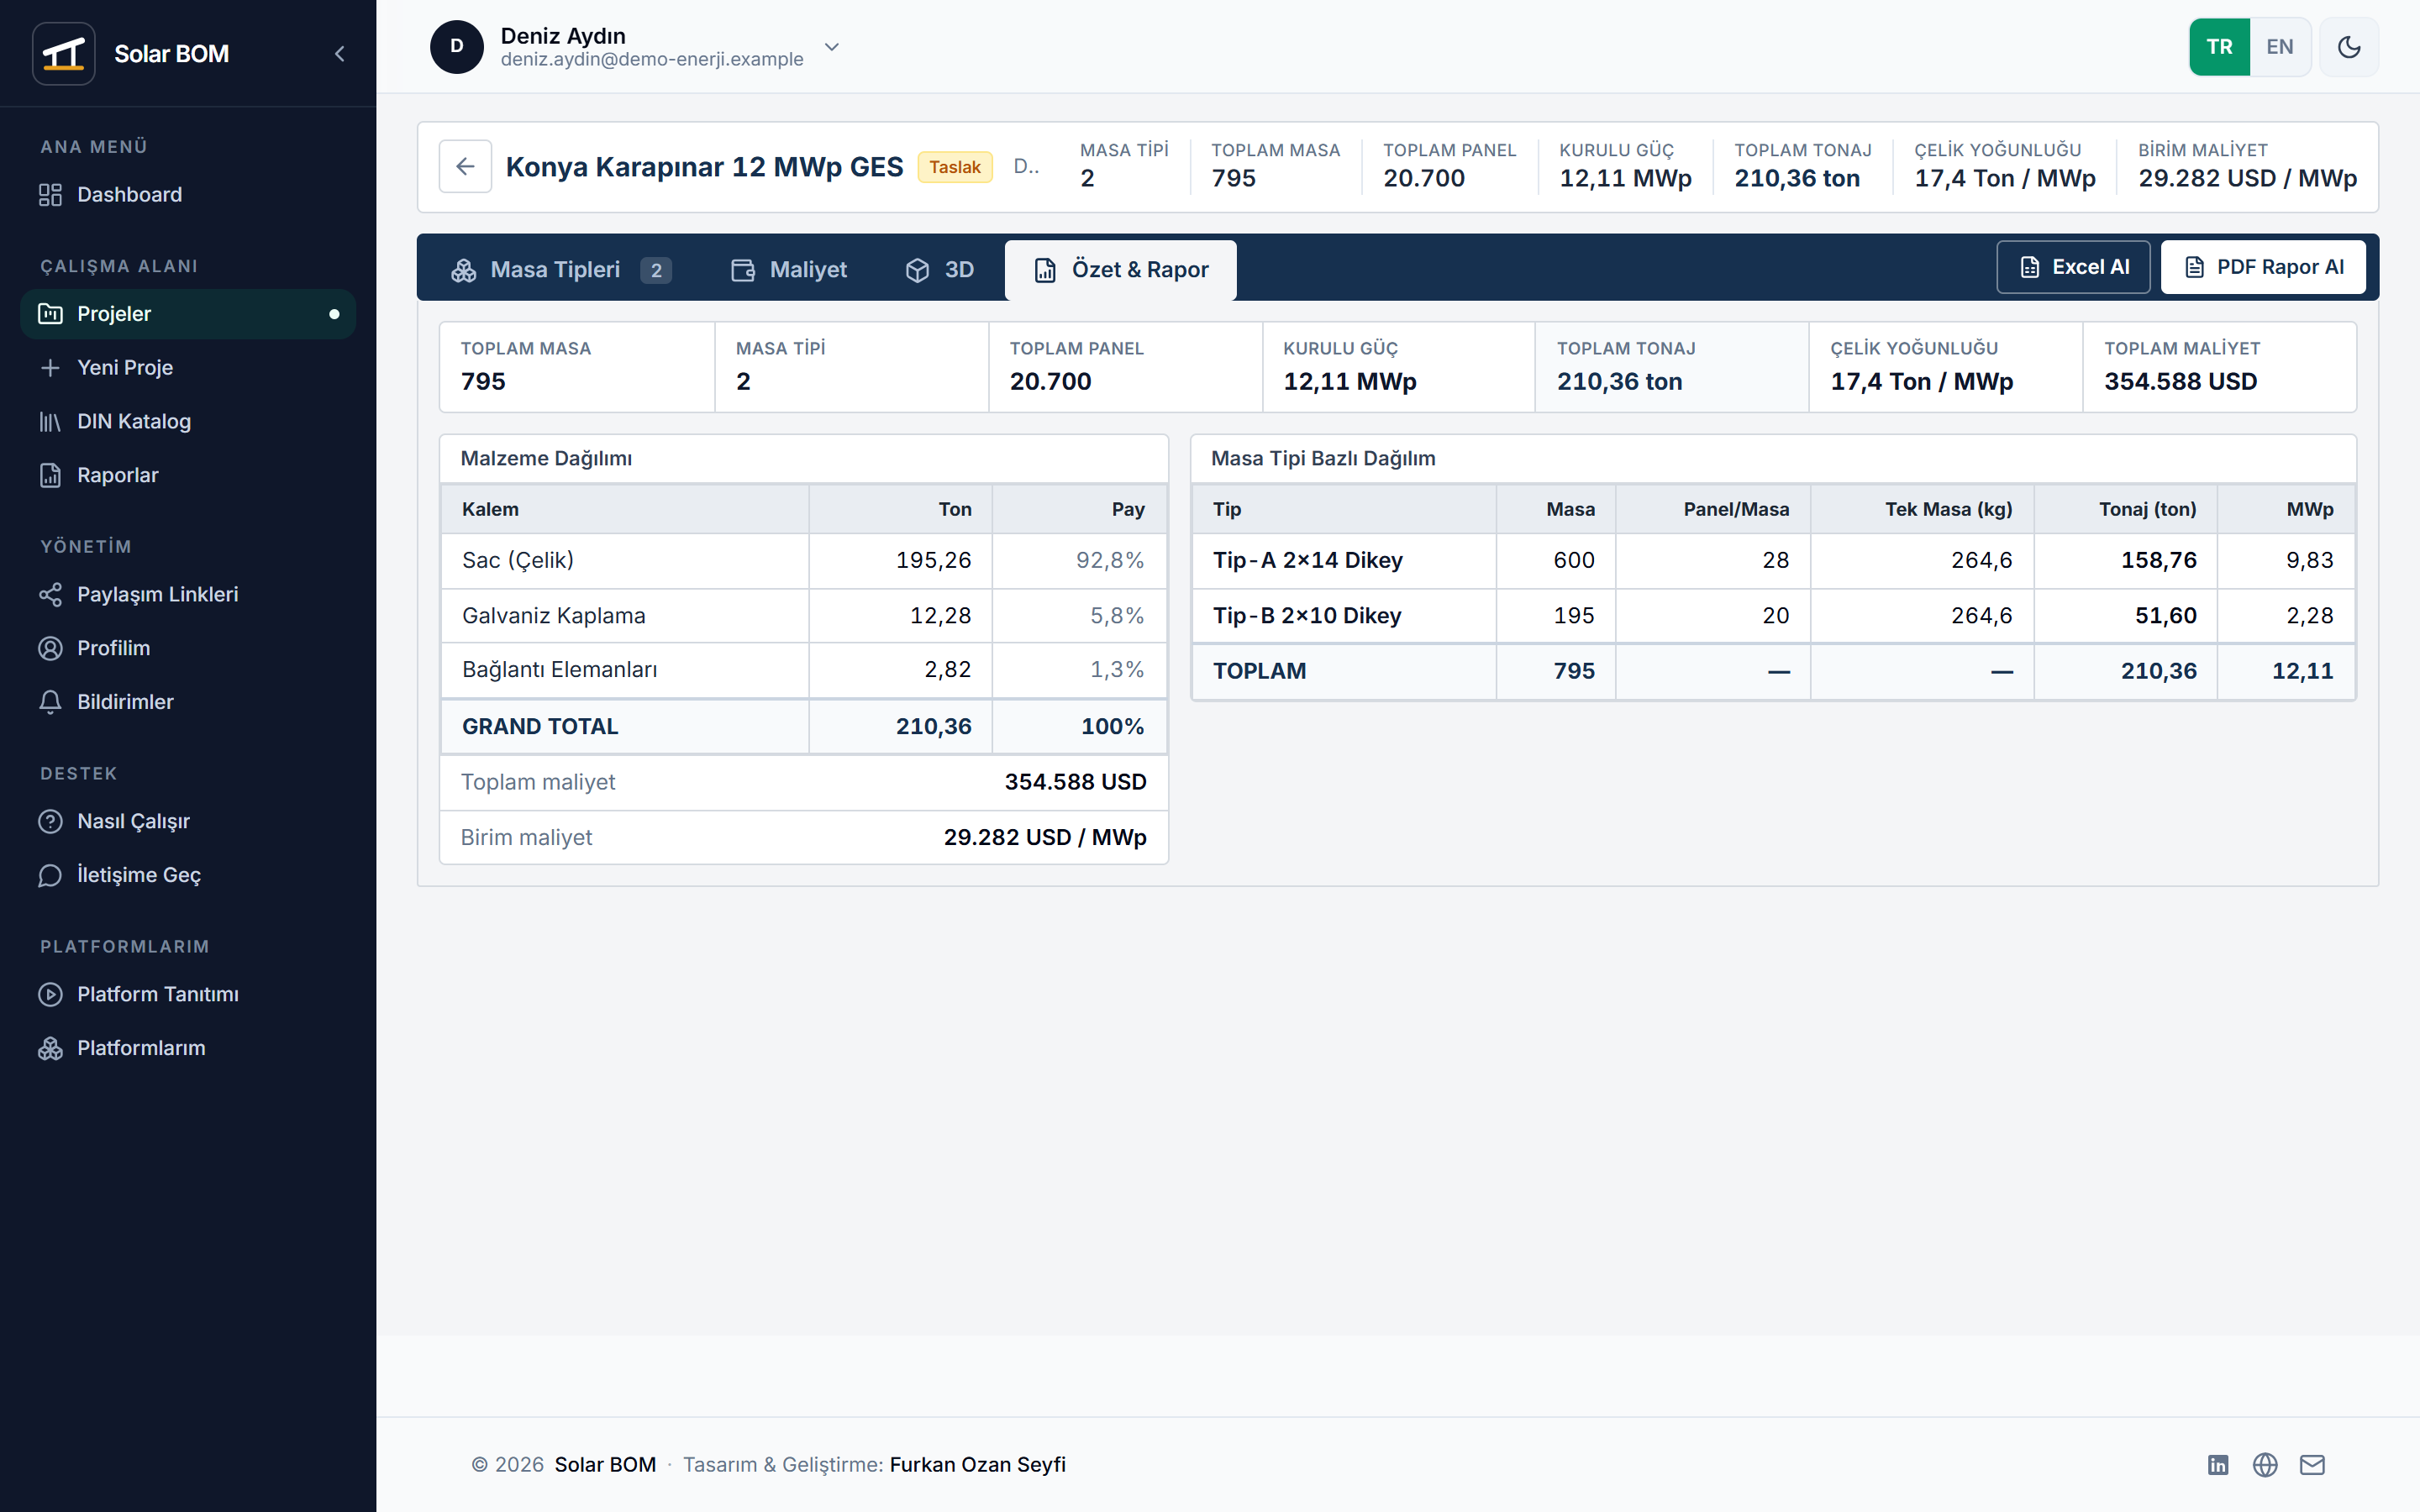 Solar BOM
ANA MENÜ
Dashboard
ÇALIŞMA ALANI
Projeler
Yeni Proje
DIN Katalog
Raporlar
YÖNETİM
Paylaşım Linkleri
Profilim
Bildirimler
DESTEK
Nasıl Çalışır
İletişime Geç
PLATFORMLARIM
Platform Tanıtımı
Platformlarım
D
Deniz Aydın
deniz.aydin@demo-enerji.example
TR EN
Konya Karapınar 12 MWp GES Taslak D..
MASA TİPİ
2
TOPLAM MASA
795
TOPLAM PANEL
20.700
KURULU GÜÇ
12,11 MWp
TOPLAM TONAJ
210,36 ton
ÇELİK YOĞUNLUĞU
17,4 Ton / MWp
BİRİM MALİYET
29.282 USD / MWp
Masa Tipleri 2 Maliyet 3D Özet & Rapor Excel Al PDF Rapor Al
TOPLAM MASA
795
MASA TİPİ
2
TOPLAM PANEL
20.700
KURULU GÜÇ
12,11 MWp
TOPLAM TONAJ
210,36 ton
ÇELİK YOĞUNLUĞU
17,4 Ton / MWp
TOPLAM MALİYET
354.588 USD
Malzeme Dağılımı
Kalem Ton Pay
Sac (Çelik) 195,26 92,8%
Galvaniz Kaplama 12,28 5,8%
Bağlantı Elemanları 2,82 1,3%
GRAND TOTAL 210,36 100%
Toplam maliyet 354.588 USD
Birim maliyet 29.282 USD / MWp
Masa Tipi Bazlı Dağılım
Tip Masa Panel/Masa Tek Masa (kg) Tonaj (ton) MWp
Tip-A 2×14 Dikey 600 28 264,6 158,76 9,83
Tip-B 2×10 Dikey 195 20 264,6 51,60 2,28
TOPLAM 795 — — 210,36 12,11
© 2026 Solar BOM · Tasarım & Geliştirme: Furkan Ozan Seyfi
in